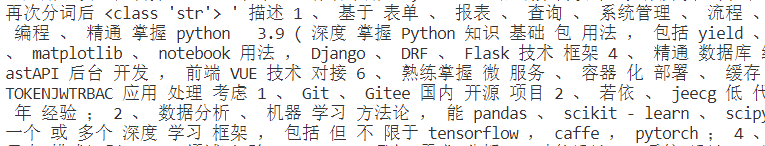 再次分词后 <class 'str'> ' 描述 1 、 基于 表单 、 报表 、 查询 、 系统管理 、 流程 、
编程 、 精通 掌握 python 3.9 ( 深度 掌握 Python 知识 基础 包 用法 , 包括 yield 、
、 matplotlib 、 notebook 用法 , Django 、 DRF 、 Flask 技术 框架 4 、 精通 数据库
astAPI 后台 开发 , 前端 VUE 技术 对接 6 、 熟练掌握 微 服务 、 容器 化 部署 、 缓存
TOKENJWTRBAC 应用 处理 考虑 1 、 Git 、 Gitee 国内 开源 项目 2 、 若依 、 jeecg 低 代
年 经验 ; 2 、 数据分析 、 机器 学习 方法论 , 能 pandas 、 scikit - learn 、 scip
一个 或 多个 深度 学习 框架 , 包括 但 不 限于 tensorflow , caffe , pytorch ; 4 、